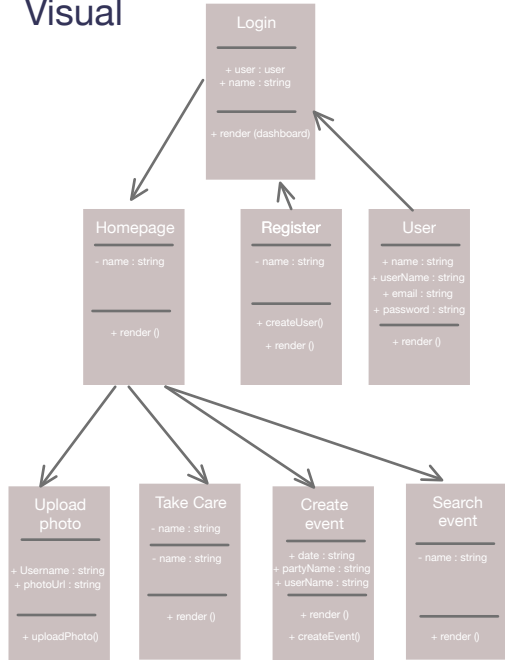 Visual
Login
+ user : user
+ name : string
+ render (dashboard)
Homepage
- name : string
+ render ()
Register
- name : string
+ createUser()
+ render ()
User
+ name : string
+ userName : string
+ email : string
+ password : string
+ render ()
Upload
photo
+ Username : string
+ photoUrl : string
+ uploadPhoto()
Take Care
- name : string
- name : string
+ render ()
Create
event
+ date : string
+ partyName : string
+ userName : string
+ render ()
+ createEvent()
Search
event
- name : string
+ render ()